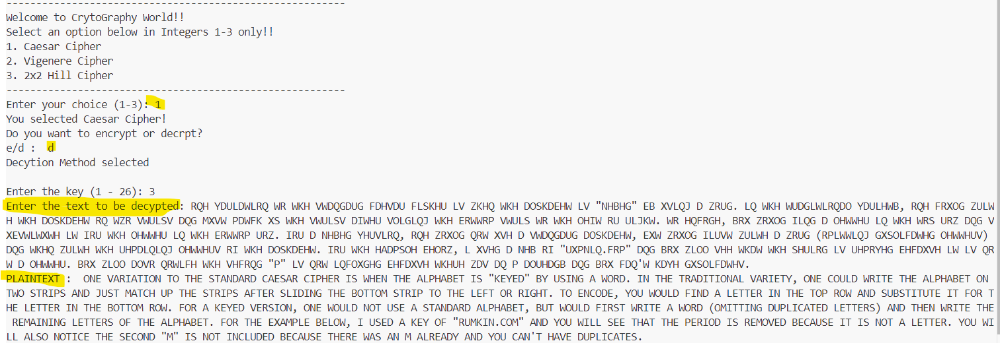 ----------------------------------------------------
Welcome to CrytoGraphy World!!
Select an option below in Integers 1-3 only!!
1. Caesar Cipher
2. Vigenere Cipher
3. 2x2 Hill Cipher
----------------------------------------------------
Enter your choice (1-3): 1
You selected Caesar Cipher!
Do you want to encrypt or decrpt?
e/d :  d
Decytion Method selected
Enter the key (1 - 26): 3
Enter the text to be decypted: RQH YDULDWLRQ WR WKH VWDQGDUG FDHVDU FLSKHU LV ZKHQ WKH DOSKDEHW LV "NHBHG" EB XVLQJ D ZRUG. LQ WKH WUDGLWLRQDO YDULHWB, RQH FRXOG ZULW
H WKH DOSKDEHW RQ WZR VWULSV DQG MXVW PDWFK XS WKH VWULSV DIWHU VOLGLQJ WKH ERWWRP VWULS WR WKH OHIW RU ULJKW. WR HQFRGH, BRX ZRXOG ILQG D OHWWHU LQ WKH WRS URZ DQG V
XEVWLWXWH LW IRU WKH OHWWHU LQ WKH ERWWRP URZ. IRU D NHBHG YHUVLRQ, RQH ZRXOG QRW XVH D VWDQGDUG DOSKDEHW, EXW ZRXOG ILUVW ZULWH D ZRUG (RPLWWLQJ GXSOLFDWHG OHWWHUV)
DQG WKHQ ZULWH WKH UHPDLQLQJ OHWWHUV RI WKH DOSKDEHW. IRU WKH HADPSOH EHORZ, L XVHG D NHB RI "UXPNLQ.FRP" DQG BRX ZLOO VHH WKDW WKH SHULRG LV UHPRYHG EHFDXVH LW LV QR
W D OHWWHU. BRX ZLOO DOVR QRWLFH WKH VHFRQG "P" LV QRW LQFOXGHG EHFDXVH WKHUH ZDV DQ P DOUHDGB DQG BRX FDQ'W KDYH GXSOLFDWHV.
PLAINTEXT :  ONE VARIATION TO THE STANDARD CAESAR CIPHER IS WHEN THE ALPHABET IS "KEYED" BY USING A WORD. IN THE TRADITIONAL VARIETY, ONE COULD WRITE THE ALPHABET ON
TWO STRIPS AND JUST MATCH UP THE STRIPS AFTER SLIDING THE BOTTOM STRIP TO THE LEFT OR RIGHT. TO ENCODE, YOU WOULD FIND A LETTER IN THE TOP ROW AND SUBSTITUTE IT FOR T
HE LETTER IN THE BOTTOM ROW. FOR A KEYED VERSION, ONE WOULD NOT USE A STANDARD ALPHABET, BUT WOULD FIRST WRITE A WORD (OMITTING DUPLICATED LETTERS) AND THEN WRITE THE
REMAINING LETTERS OF THE ALPHABET. FOR THE EXAMPLE BELOW, I USED A KEY OF "RUMKIN.COM" AND YOU WILL SEE THAT THE PERIOD IS REMOVED BECAUSE IT IS NOT A LETTER. YOU WI
LL ALSO NOTICE THE SECOND "M" IS NOT INCLUDED BECAUSE THERE WAS AN M ALREADY AND YOU CAN'T HAVE DUPLICATES.